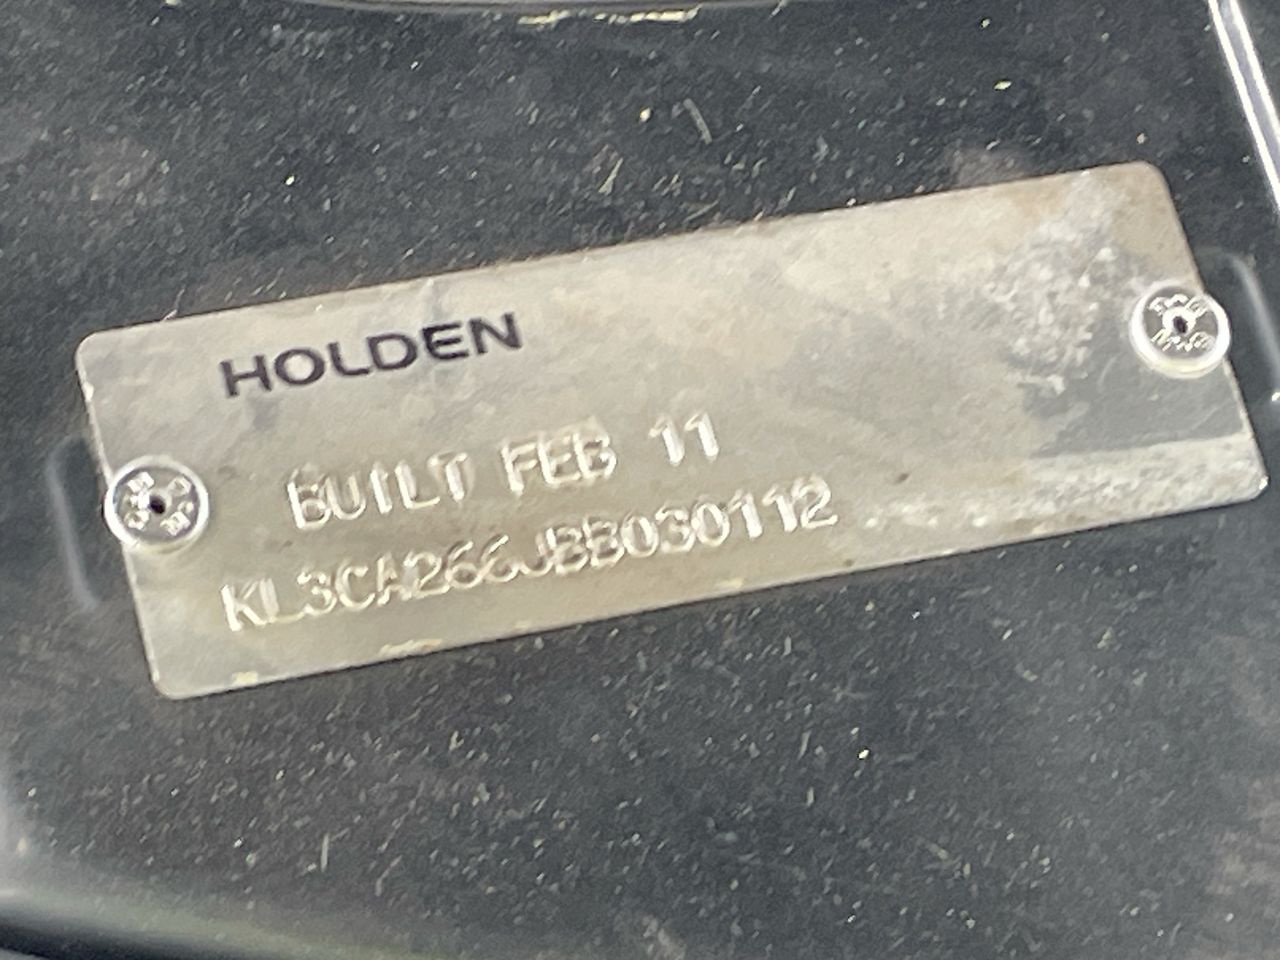 HOLDEN
BUILT FEB 11
KL3CA266JBB030112